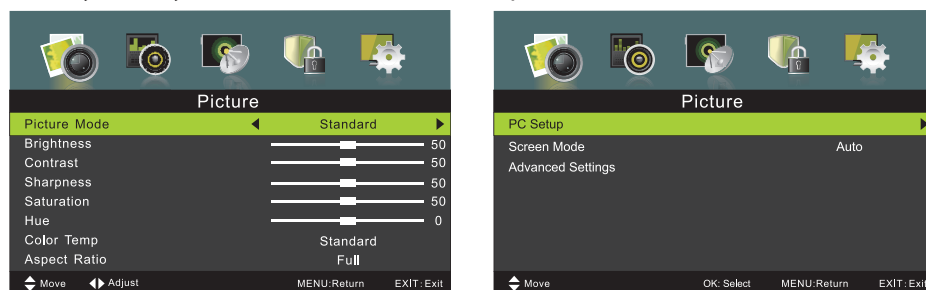 Picture
Picture Mode Standard
Brightness 50
Contrast 50
Sharpness 50
Saturation 50
Hue 0
Color Temp Standard
Aspect Ratio Full
Move Adjust MENU:Return EXIT:Exit
Picture
PC Setup
Screen Mode Auto
Advanced Settings
Move OK: Select MENU:Return EXIT:Exit